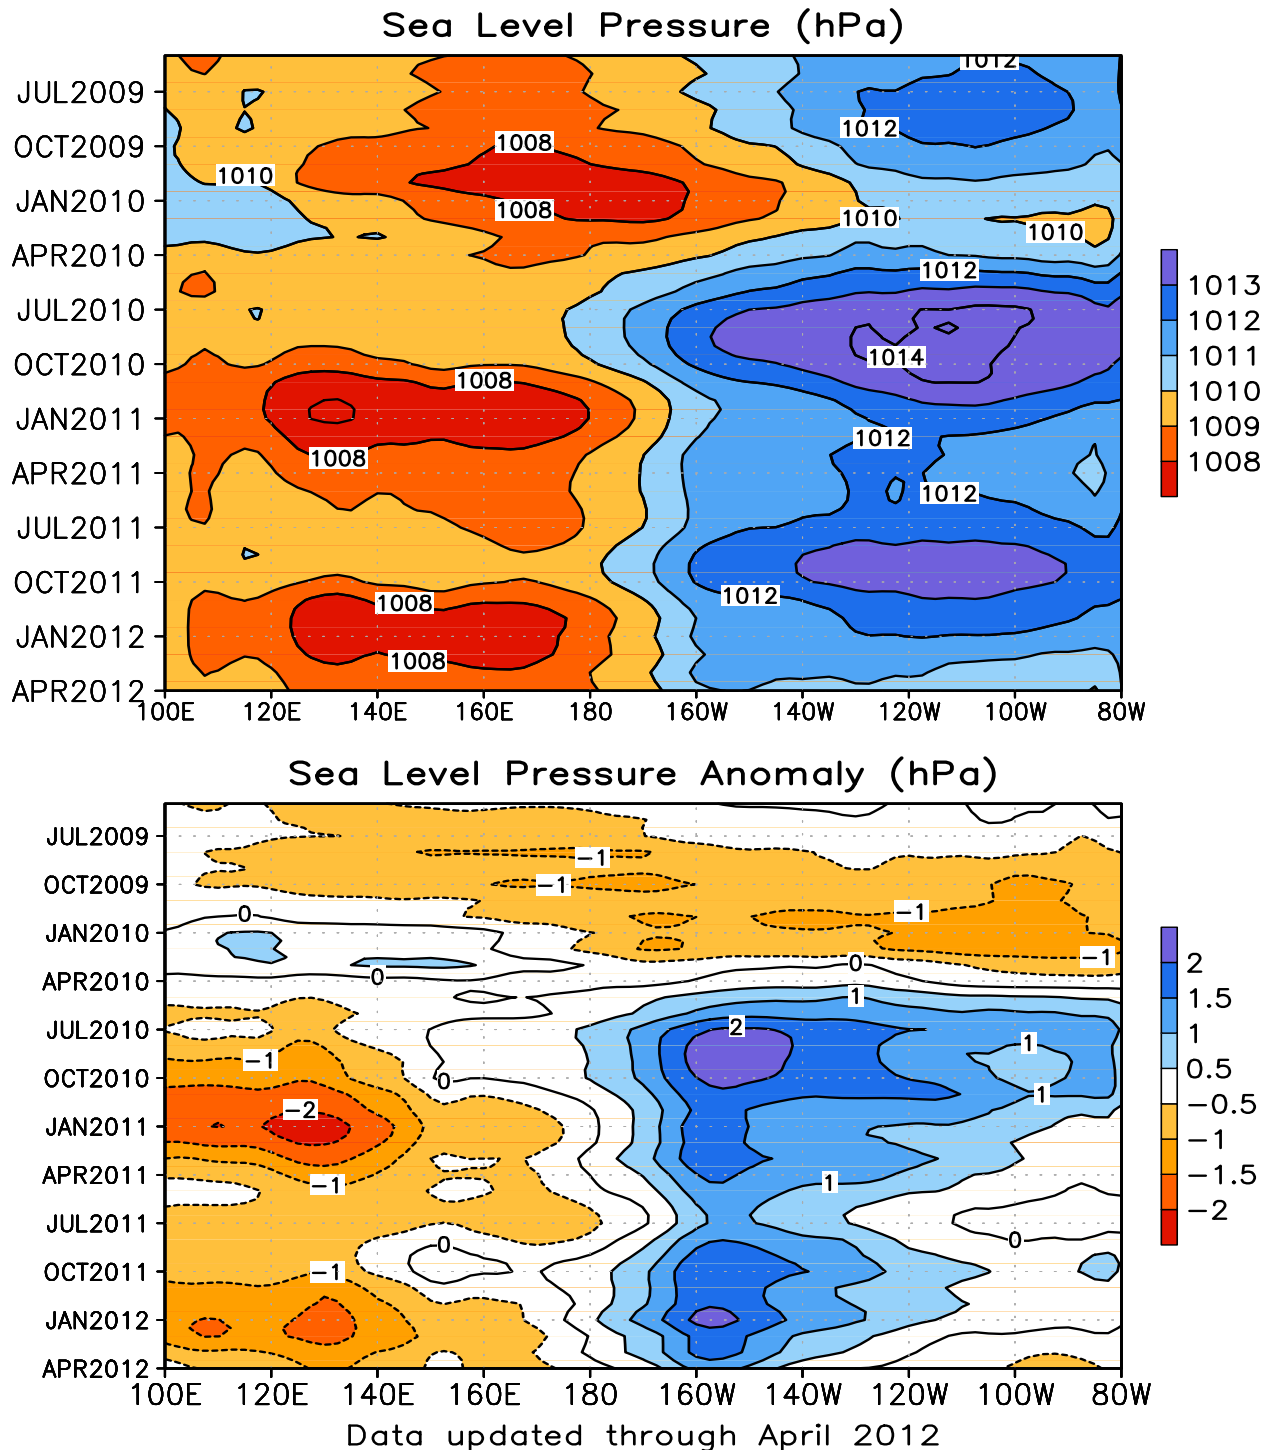 Sea Level Pressure (hPa)
1012
JUL2009
1012
OCT2009
1008
1010
JAN2010
1008
1010
1010
APR2010
1012
JUL2010
1014
OCT2010
1008
JAN2011
1012
1008
APR2011
1012
JUL2011
OCT2011
1012
1008
JAN2012
1008
APR2012
100E 120E 140E 160E 180 160W 140W 120W 100W 80W
1013
1012
1011
1010
1009
1008
Sea Level Pressure Anomaly (hPa)
JUL2009
-1
OCT2009
-1
-1
0
JAN2010
-1
0
0
APR2010
1
JUL2010
2
1
-1
OCT2010
0
1
-2
JAN2011
APR2011
-1
1
JUL2011
0
0
OCT2011
-1
JAN2012
APR2012
100E 120E 140E 160E 180 160W 140W 120W 100W 80W
2
1.5
1
0.5
-0.5
-1
-1.5
-2
Data updated through April 2012